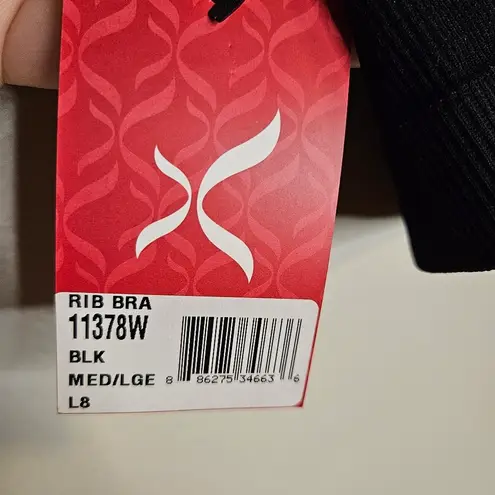 RIB BRA
11378W
BLK
MED/LGE
L8
8 86275 34663 6